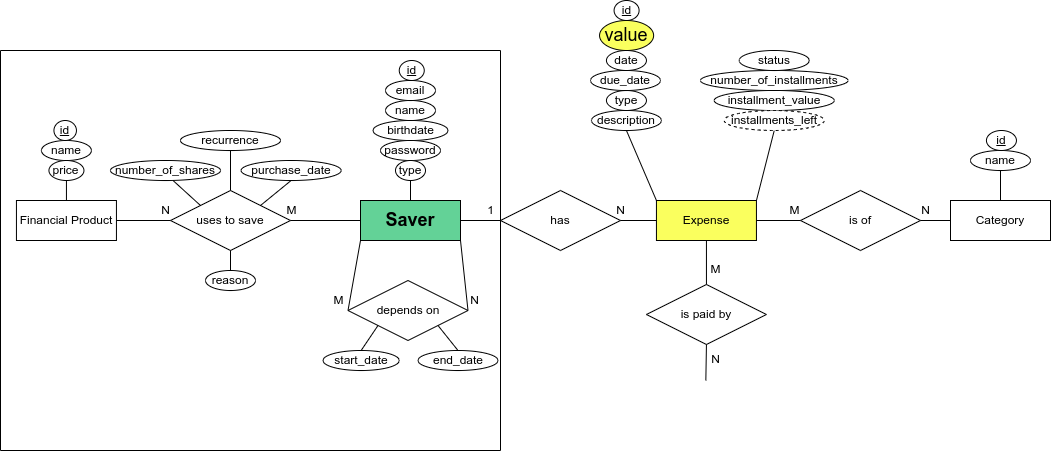 id
value
date
due_date
type
description
status
number_of_installments
installment_value
installments_left
id
email
name
birthdate
password
type
id
name
price
recurrence
number_of_shares
purchase_date
id
name
Financial Product
N
uses to save
M
Saver
1
has
N
Expense
M
is of
N
Category
reason
M
depends on
N
start_date
end_date
M
is paid by
N